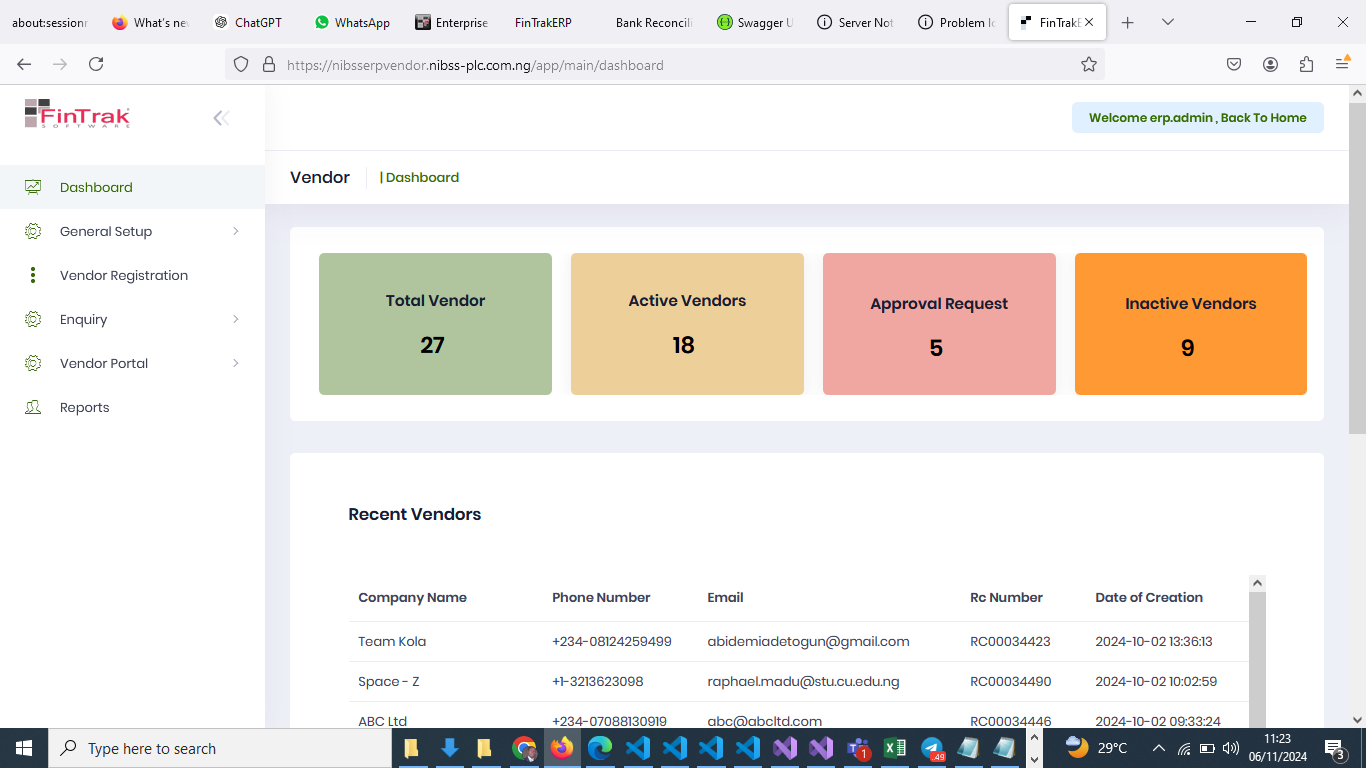 about:sessionr
What's nev
ChatGPT
WhatsApp
Enterprise
FinTrakERP
Bank Reconcili
Swagger U
Server Not
Problem lo
FinTrakE
https://nibsserpvendor.nibss-plc.com.ng/app/main/dashboard
FinTrak
SOFTWARE
Welcome erp.admin , Back To Home
Vendor | Dashboard
Dashboard
General Setup
Vendor Registration
Enquiry
Vendor Portal
Reports
Total Vendor
27
Active Vendors
18
Approval Request
5
Inactive Vendors
9
Recent Vendors
Company Name Phone Number Email Rc Number Date of Creation
Team Kola +234-08124259499 abidemiadetogun@gmail.com RC00034423 2024-10-02 13:36:13
Space - Z +1-3213623098 raphael.madu@stu.cu.edu.ng RC00034490 2024-10-02 10:02:59
ABC Ltd +234-07088130919 abc@abcltd.com RC00034446 2024-10-02 09:33:24
Type here to search
1
.49
29°C
11:23
06/11/2024
3